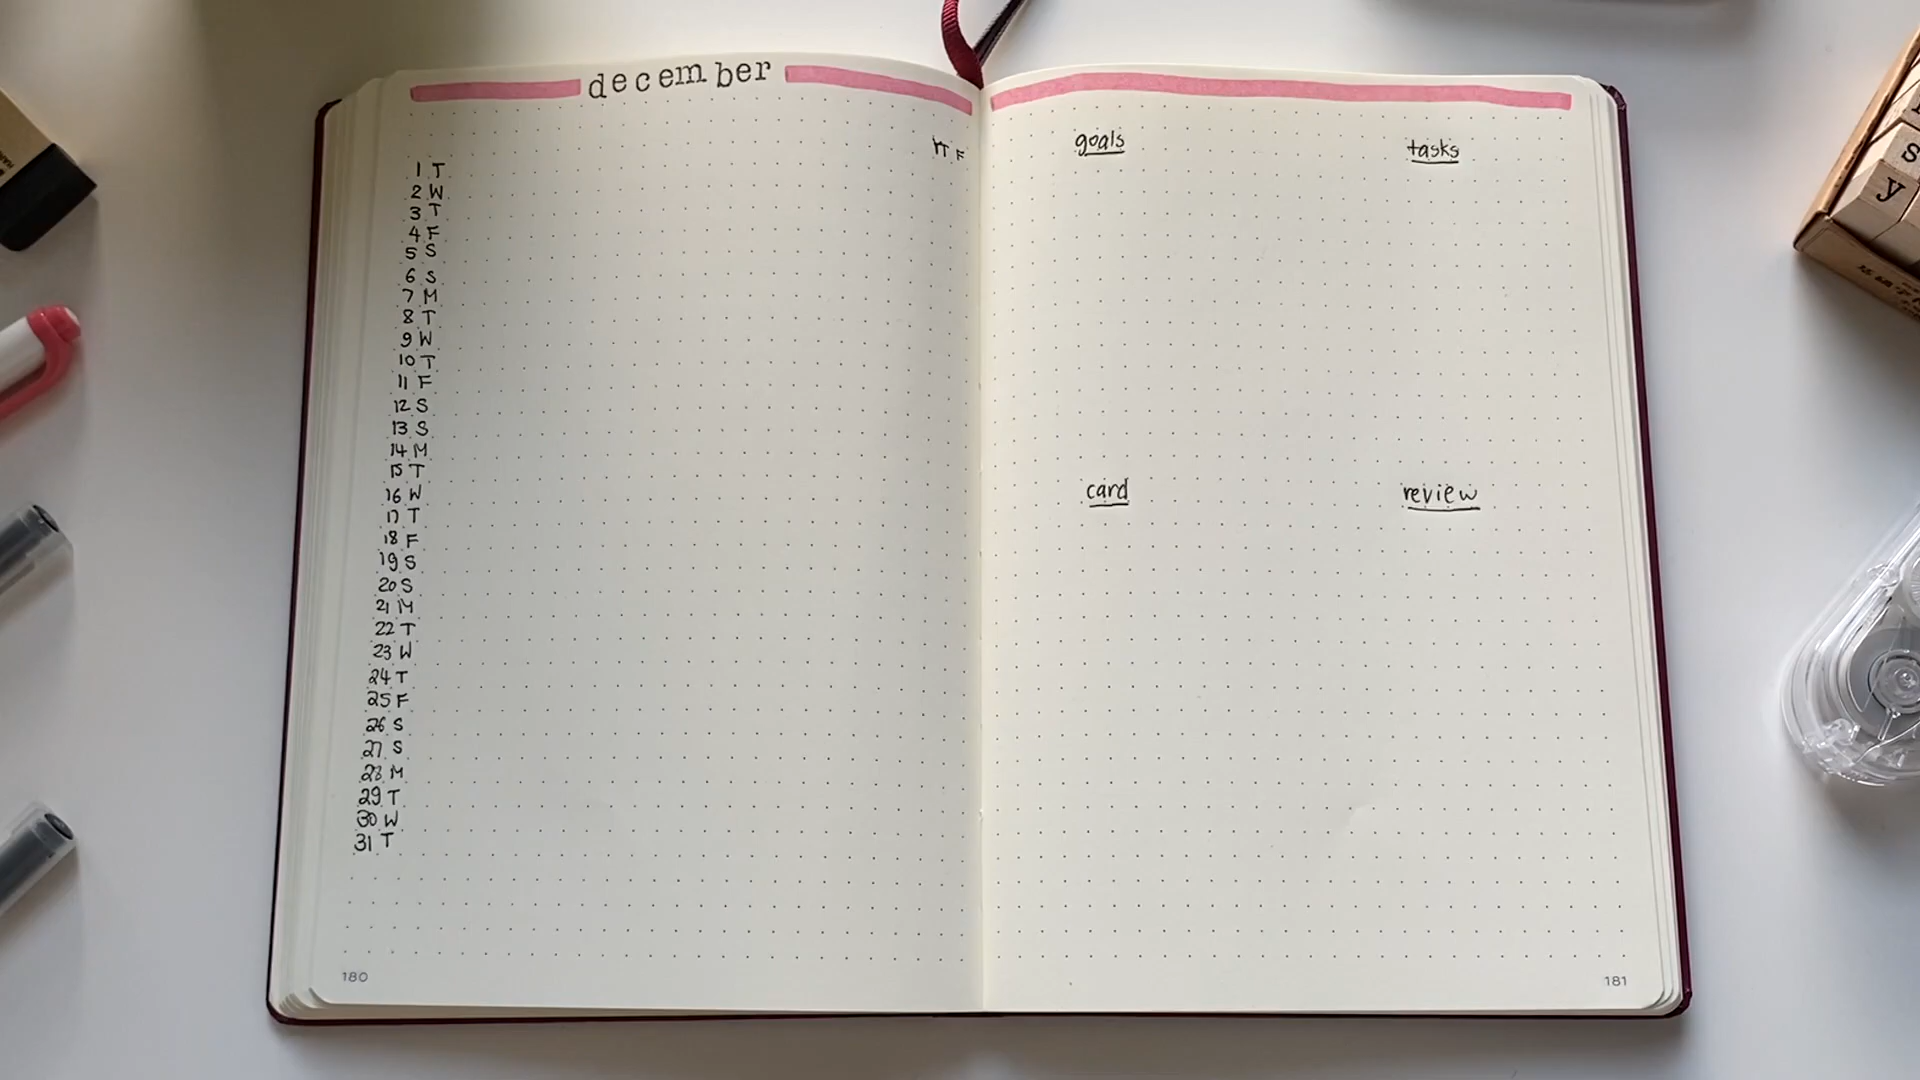 december
m F
1 T
2 W
3 T
4 F
5 S
6 S
7 M
8 T
9 W
10 T
11 F
12 S
13 S
14 M
15 T
16 W
17 T
18 F
19 S
20 S
21 M
22 T
23 W
24 T
25 F
26 S
27 S
28 M
29 T
30 W
31 T
180
goals
tasks
card
review
181
s
y